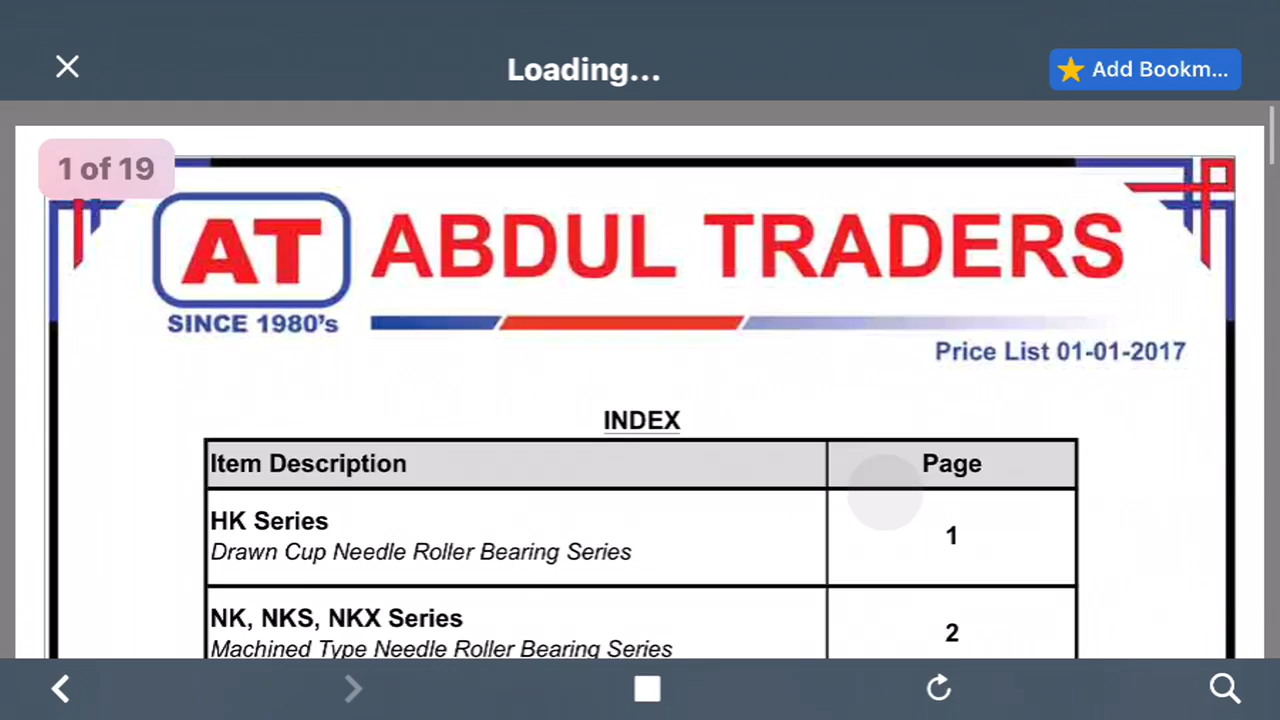 Loading...
Add Bookm...
1 of 19
AT
ABDUL TRADERS
SINCE 1980's
Price List 01-01-2017
INDEX
Item Description Page
HK Series
Drawn Cup Needle Roller Bearing Series
1
NK, NKS, NKX Series
Machined Type Needle Roller Bearing Series
2